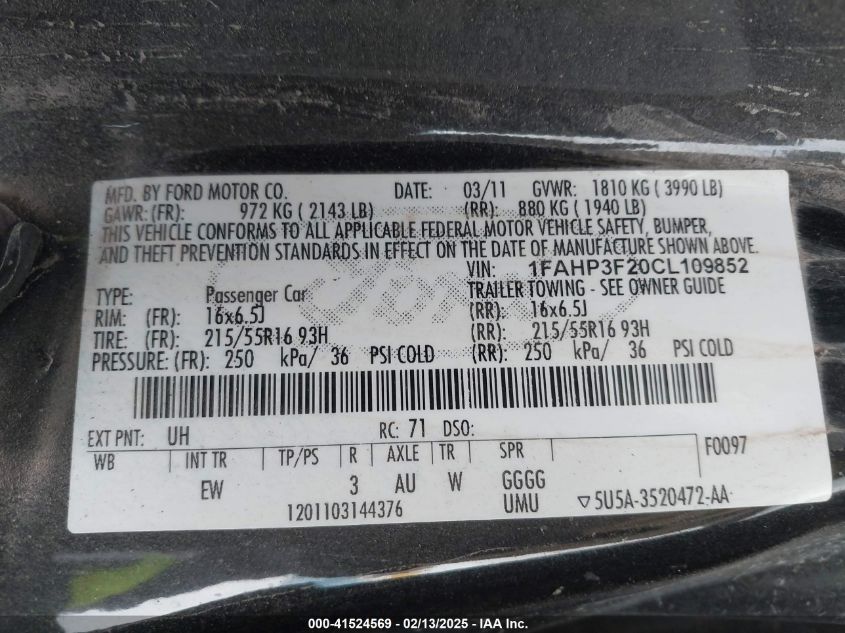 MFD. BY FORD MOTOR CO. DATE: 03/11 GVWR: 1810 KG ( 3990 LB)
GAWR: (FR): 972 KG ( 2143 LB) (RR): 880 KG ( 1940 LB)
THIS VEHICLE CONFORMS TO ALL APPLICABLE FEDERAL MOTOR VEHICLE SAFETY, BUMPER,
AND THEFT PREVENTION STANDARDS IN EFFECT ON THE DATE OF MANUFACTURE SHOWN ABOVE.
VIN: 1FAHP3F20CL109852
TYPE: Passenger Car TRAILER TOWING - SEE OWNER GUIDE
RIM: (FR): 16x6.5J (RR): 16x6.5J
TIRE: (FR): 215/55R16 93H (RR): 215/55R16 93H
PRESSURE: (FR): 250 kPa/ 36 PSI COLD (RR): 250 kPa/ 36 PSI COLD
EXT PNT: UH RC: 71 DSO:
WB INT TR TP/PS R AXLE TR SPR F0097
EW 3 AU W GGGG
1201103144376 UMU ▽5U5A-3520472-AA
Ford
000-41524569 - 02/13/2025 - IAA Inc.